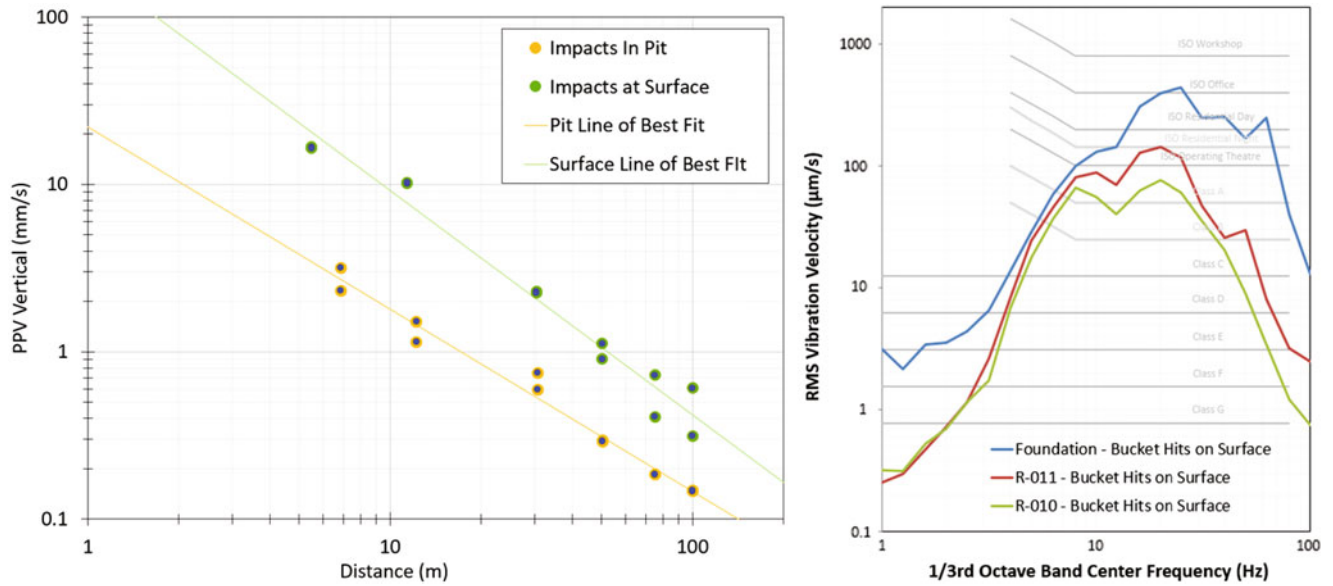 100
10
1
0.1
PPV Vertical (mm/s)
1
10
100
Distance (m)
Impacts In Pit
Impacts at Surface
Pit Line of Best Fit
Surface Line of Best FIt
1000
100
10
1
0.1
RMS Vibration Velocity (μm/s)
1
10
100
1/3rd Octave Band Center Frequency (Hz)
ISO Workshop
ISO Office
ISO Residential Day
ISO Residential Night
ISO Operating Theatre
Class A
Class C
Class D
Class E
Class F
Class G
Foundation - Bucket Hits on Surface
R-011 - Bucket Hits on Surface
R-010 - Bucket Hits on Surface